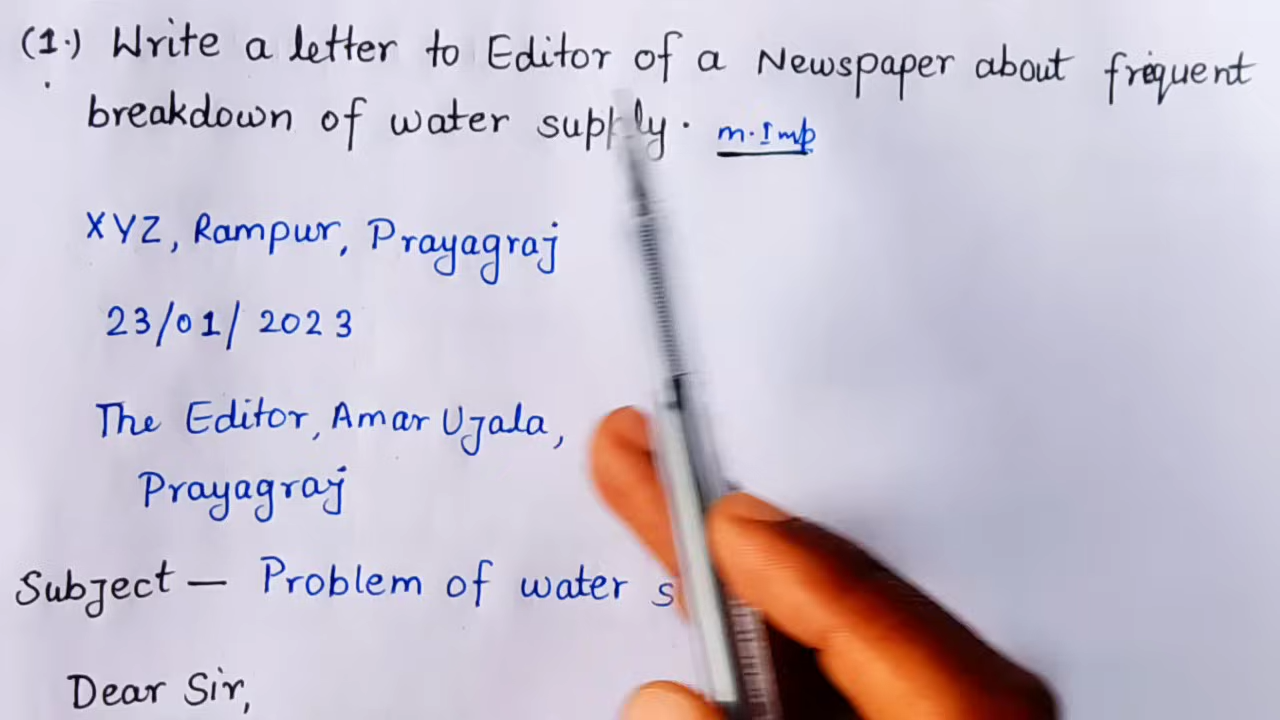 (1.) Write a letter to Editor of a Newspaper about frequent
breakdown of water supply. m.Imp
XYZ, Rampur, Prayagraj
23/01/2023
The Editor, Amar Ujala,
Prayagraj
Subject — Problem of water
Dear Sir,